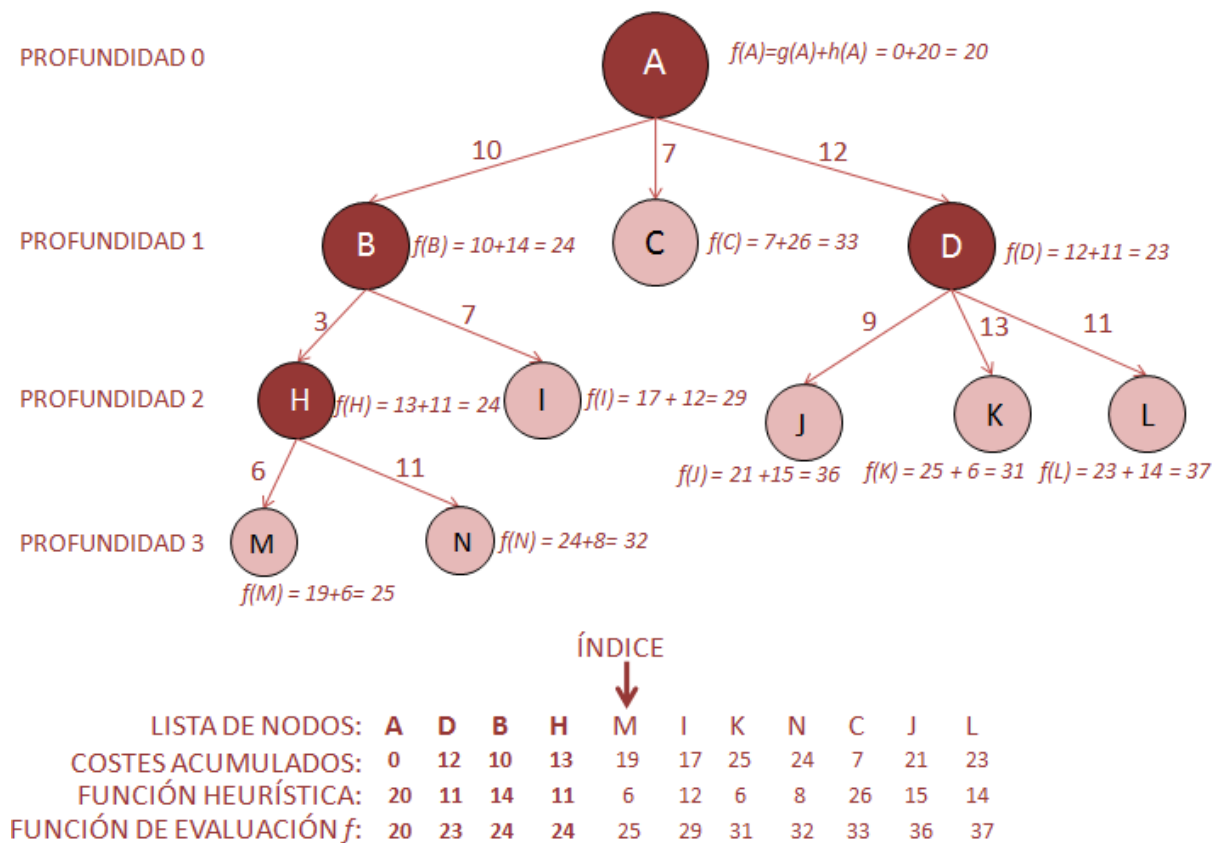 PROFUNDIDAD 0
A
f(A)=g(A)+h(A) = 0+20 = 20
10
7
12
PROFUNDIDAD 1
B
f(B) = 10+14 = 24
C
f(C) = 7+26 = 33
D
f(D) = 12+11 = 23
3
7
9
13
11
PROFUNDIDAD 2
H
f(H) = 13+11 = 24
I
f(I) = 17 + 12= 29
J
K
L
f(J) = 21 +15 = 36
f(K) = 25 + 6 = 31
f(L) = 23 + 14 = 37
6
11
PROFUNDIDAD 3
M
N
f(N) = 24+8= 32
f(M) = 19+6= 25
ÍNDICE
LISTA DE NODOS: A D B H M I K N C J L
COSTES ACUMULADOS: 0 12 10 13 19 17 25 24 7 21 23
FUNCIÓN HEURÍSTICA: 20 11 14 11 6 12 6 8 26 15 14
FUNCIÓN DE EVALUACIÓN f: 20 23 24 24 25 29 31 32 33 36 37